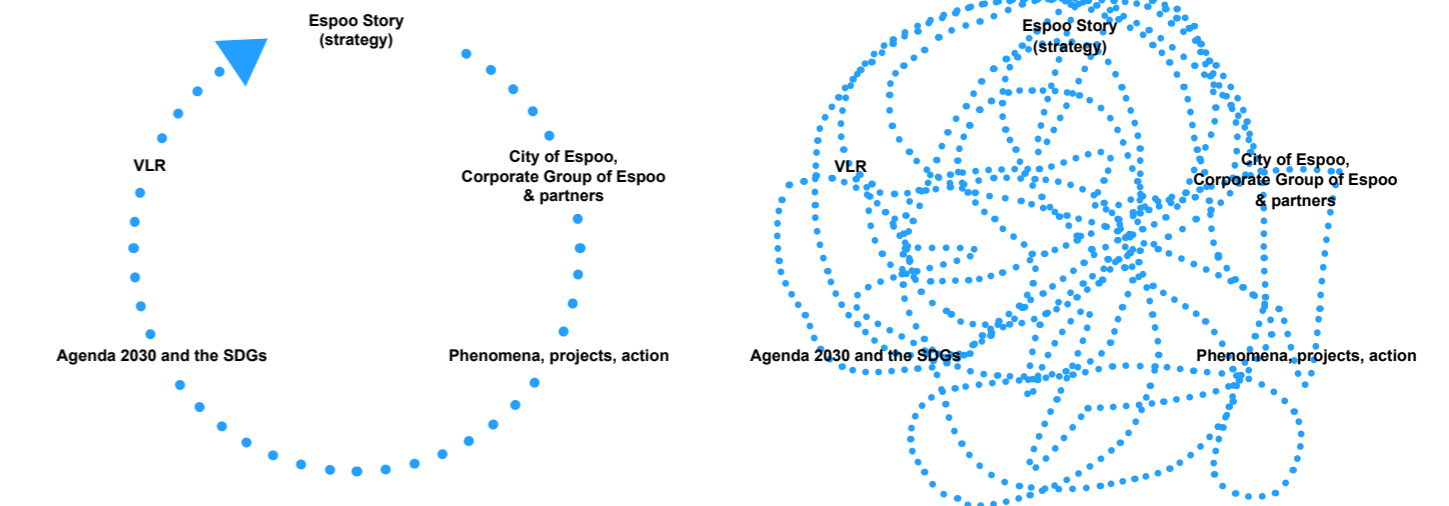 Espoo Story
(strategy)
City of Espoo,
Corporate Group of Espoo
& partners
Phenomena, projects, action
Agenda 2030 and the SDGs
VLR
Espoo Story
(strategy)
City of Espoo,
Corporate Group of Espoo
& partners
Phenomena, projects, action
Agenda 2030 and the SDGs
VLR